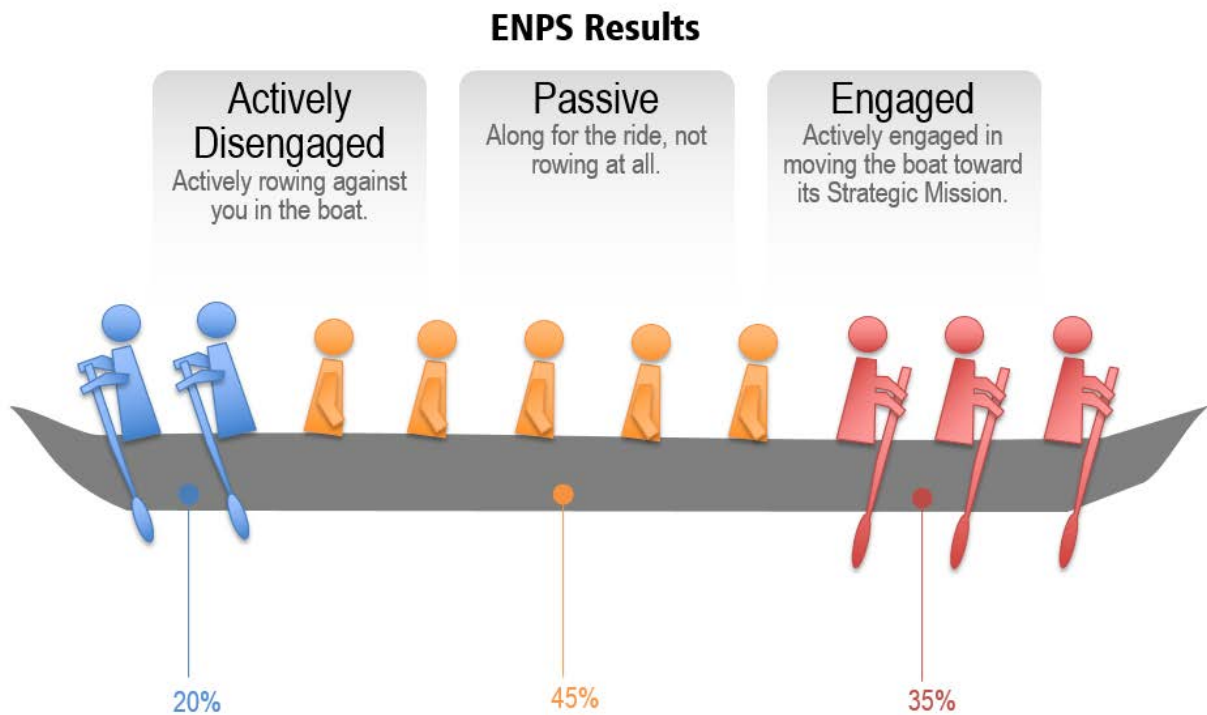 ENPS Results
Actively
Disengaged
Actively rowing against
you in the boat.
Passive
Along for the ride, not
rowing at all.
Engaged
Actively engaged in
moving the boat toward
its Strategic Mission.
20%
45%
35%